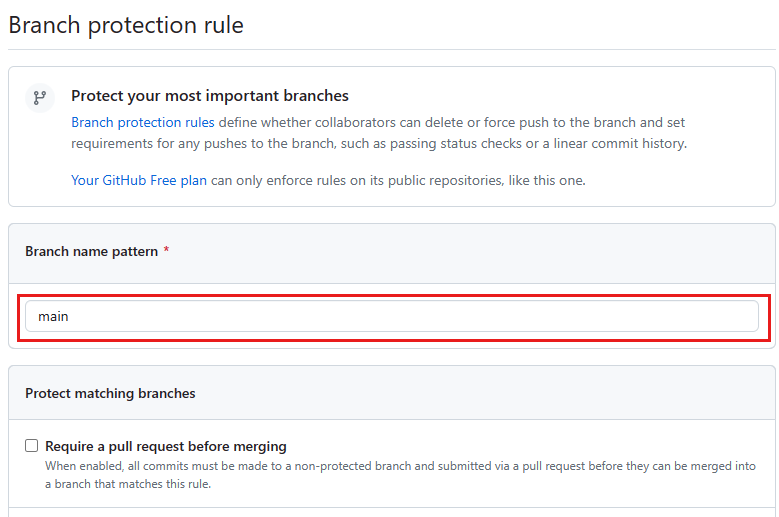 Branch protection rule
Protect your most important branches
Branch protection rules define whether collaborators can delete or force push to the branch and set
requirements for any pushes to the branch, such as passing status checks or a linear commit history.
Your GitHub Free plan can only enforce rules on its public repositories, like this one.
Branch name pattern *
main
Protect matching branches
Require a pull request before merging
When enabled, all commits must be made to a non-protected branch and submitted via a pull request before they can be merged into
a branch that matches this rule.